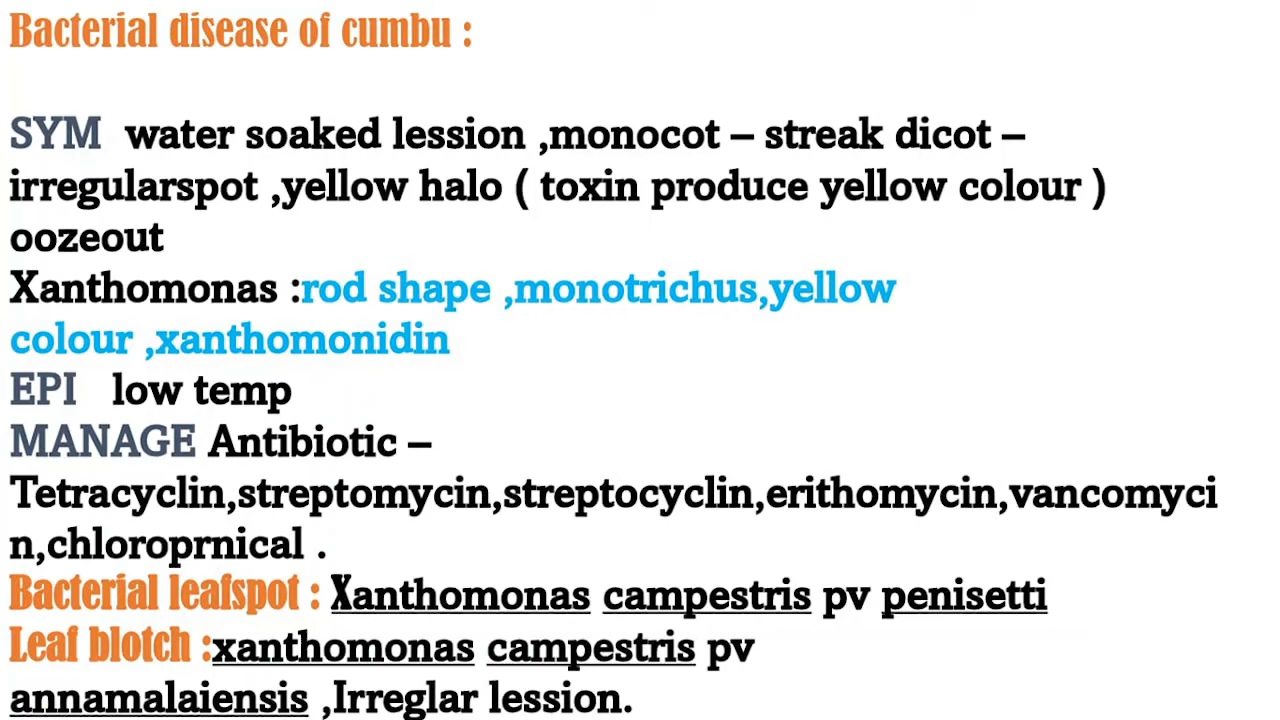 Bacterial disease of cumbu :
SYM water soaked lession ,monocot – streak dicot –
irregularspot ,yellow halo ( toxin produce yellow colour )
oozeout
Xanthomonas :rod shape ,monotrichus,yellow
colour ,xanthomonidin
EPI low temp
MANAGE Antibiotic –
Tetracyclin,streptomycin,streptocyclin,erithomycin,vancomyci
n,chloroprnical .
Bacterial leafspot : Xanthomonas campestris pv penisetti
Leaf blotch :xanthomonas campestris pv
annamalaiensis ,Irreglar lession.